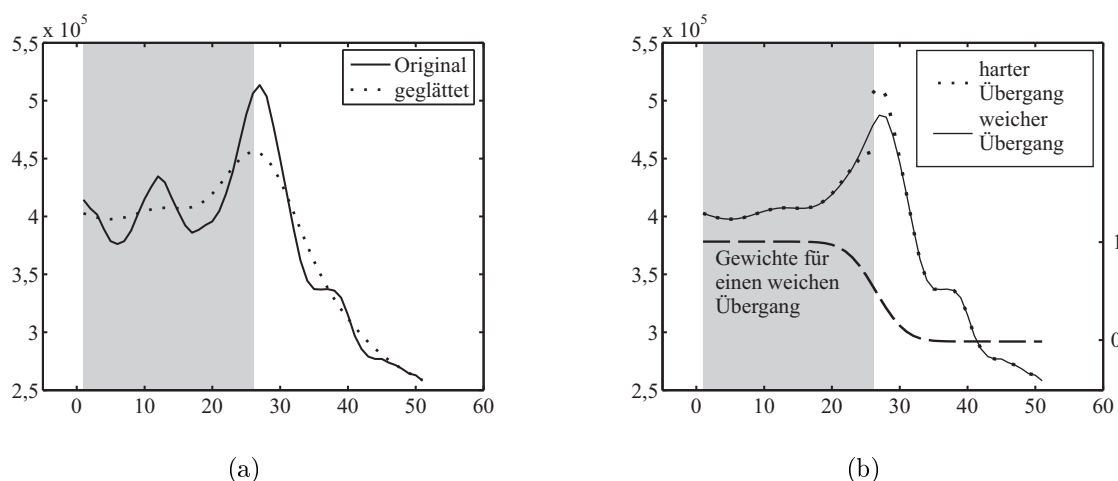 x 10⁵
5,5
5
4,5
4
3,5
3
2,5
0 10 20 30 40 50 60
Original
geglättet
(a)
x 10⁵
5,5
5
4,5
4
3,5
3
2,5
0 10 20 30 40 50 60
harter
Übergang
weicher
Übergang
Gewichte für
einen weichen
Übergang
1
0
(b)